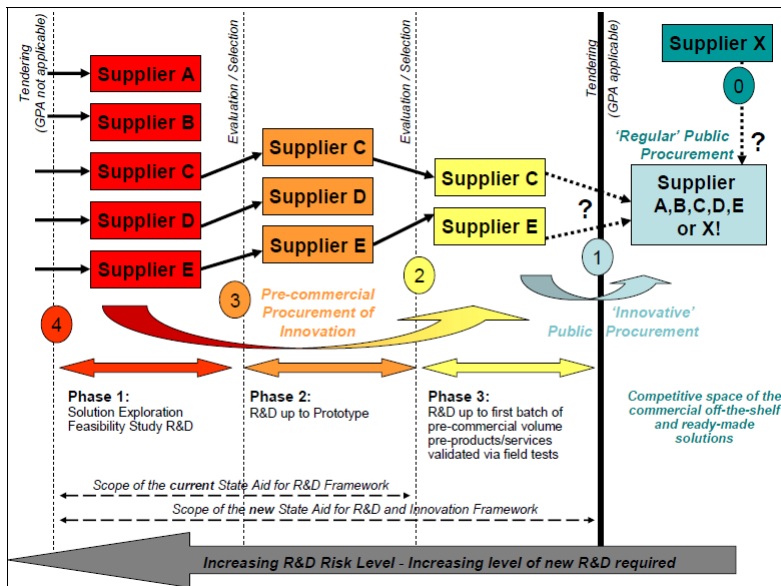 Tendering
(GPA not applicable)
Supplier A
Supplier B
Supplier C
Supplier D
Supplier E
Evaluation / Selection
Supplier C
Supplier D
Supplier E
Evaluation / Selection
Supplier C
Supplier E
?
Tendering
(GPA applicable)
Supplier X
0
?
‘Regular’ Public
Procurement
Supplier
A,B,C,D,E
or X!
4
3
2
1
Pre-commercial
Procurement of
Innovation
‘Innovative’
Public Procurement
Phase 1:
Solution Exploration
Feasibility Study R&D
Phase 2:
R&D up to Prototype
Phase 3:
R&D up to first batch of
pre-commercial volume
pre-products/services
validated via field tests
Competitive space of the
commercial off-the-shelf
and ready-made
solutions
Scope of the current State Aid for R&D Framework
Scope of the new State Aid for R&D and Innovation Framework
Increasing R&D Risk Level - Increasing level of new R&D required